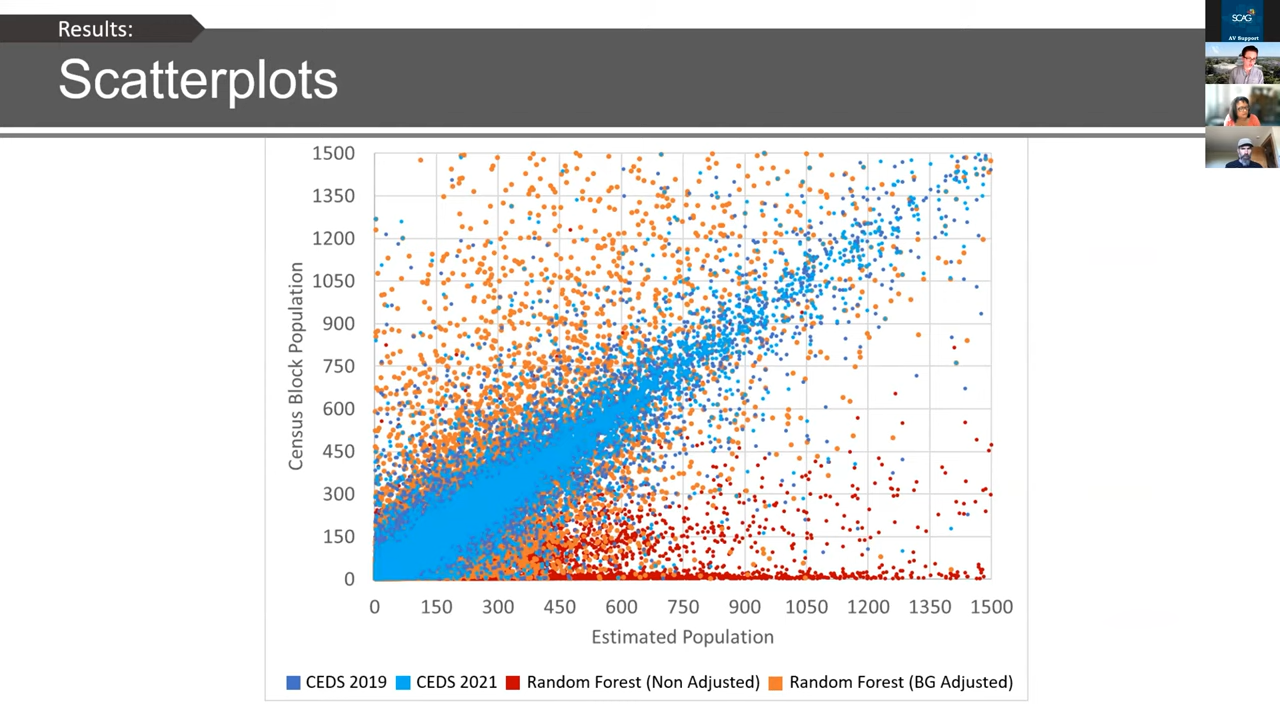 Results:
Scatterplots
SCAG
AV Support
1500
1350
1200
1050
900
750
600
450
300
150
0
Census Block Population
0 150 300 450 600 750 900 1050 1200 1350 1500
Estimated Population
CEDS 2019 CEDS 2021 Random Forest (Non Adjusted) Random Forest (BG Adjusted)